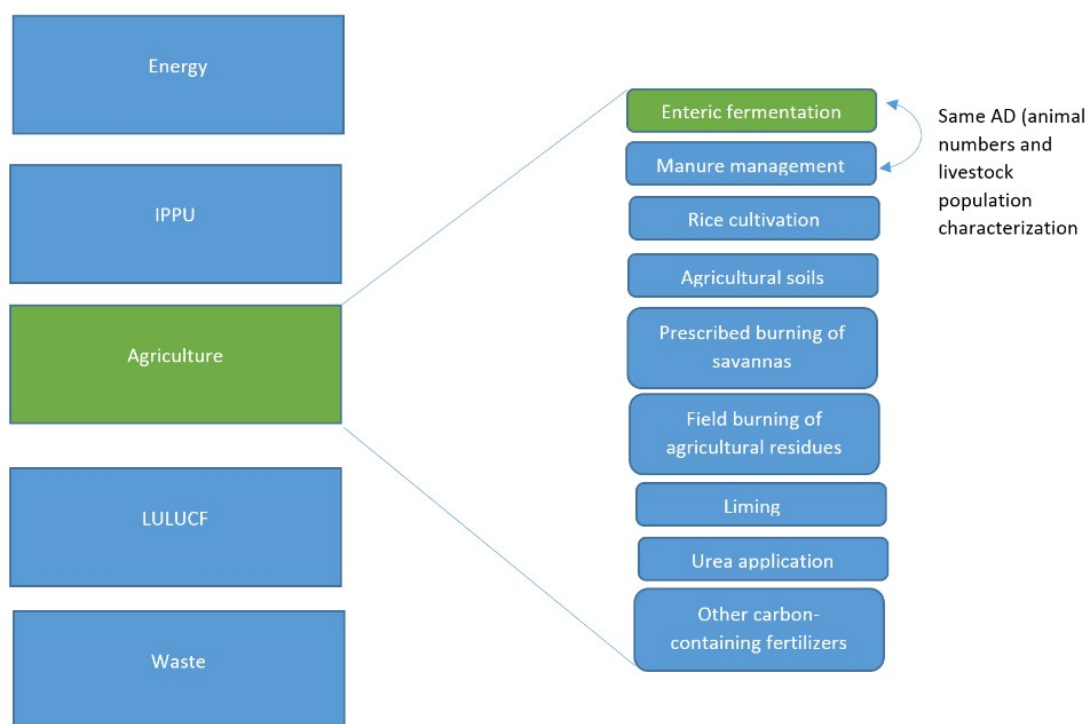 Energy
IPPU
Agriculture
LULUCF
Waste
Enteric fermentation
Manure management
Rice cultivation
Agricultural soils
Prescribed burning of
savannas
Field burning of
agricultural residues
Liming
Urea application
Other carbon-
containing fertilizers
Same AD (animal
numbers and
livestock
population
characterization